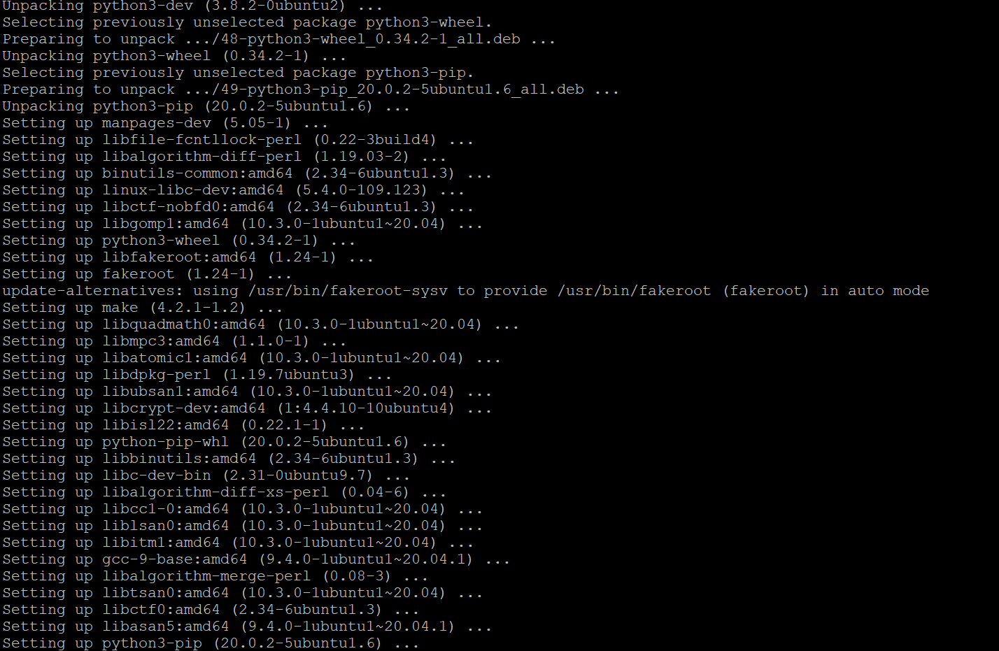 Unpacking python3-dev (3.8.2-0ubuntu2) ...
Selecting previously unselected package python3-wheel.
Preparing to unpack .../48-python3-wheel_0.34.2-1_all.deb ...
Unpacking python3-wheel (0.34.2-1) ...
Selecting previously unselected package python3-pip.
Preparing to unpack .../49-python3-pip_20.0.2-5ubuntu1.6_all.deb ...
Unpacking python3-pip (20.0.2-5ubuntu1.6) ...
Setting up manpages-dev (5.05-1) ...
Setting up libfile-fcntllock-perl (0.22-3build4) ...
Setting up libalgorithm-diff-perl (1.19.03-2) ...
Setting up binutils-common:amd64 (2.34-6ubuntu1.3) ...
Setting up linux-libc-dev:amd64 (5.4.0-109.123) ...
Setting up libctf-nobfd0:amd64 (2.34-6ubuntu1.3) ...
Setting up libgomp1:amd64 (10.3.0-1ubuntu1~20.04) ...
Setting up python3-wheel (0.34.2-1) ...
Setting up libfakeroot:amd64 (1.24-1) ...
Setting up fakeroot (1.24-1) ...
update-alternatives: using /usr/bin/fakeroot-sysv to provide /usr/bin/fakeroot (fakeroot) in auto mode
Setting up make (4.2.1-1.2) ...
Setting up libquadmath0:amd64 (10.3.0-1ubuntu1~20.04) ...
Setting up libmpc3:amd64 (1.1.0-1) ...
Setting up libatomic1:amd64 (10.3.0-1ubuntu1~20.04) ...
Setting up libdpkg-perl (1.19.7ubuntu3) ...
Setting up libubsan1:amd64 (10.3.0-1ubuntu1~20.04) ...
Setting up libcrypt-dev:amd64 (1:4.4.10-10ubuntu4) ...
Setting up libisl22:amd64 (0.22.1-1) ...
Setting up python-pip-whl (20.0.2-5ubuntu1.6) ...
Setting up libbinutils:amd64 (2.34-6ubuntu1.3) ...
Setting up libc-dev-bin (2.31-0ubuntu9.7) ...
Setting up libalgorithm-diff-xs-perl (0.04-6) ...
Setting up libcc1-0:amd64 (10.3.0-1ubuntu1~20.04) ...
Setting up liblsan0:amd64 (10.3.0-1ubuntu1~20.04) ...
Setting up libitm1:amd64 (10.3.0-1ubuntu1~20.04) ...
Setting up gcc-9-base:amd64 (9.4.0-1ubuntu1~20.04.1) ...
Setting up libalgorithm-merge-perl (0.08-3) ...
Setting up libtsan0:amd64 (10.3.0-1ubuntu1~20.04) ...
Setting up libctf0:amd64 (2.34-6ubuntu1.3) ...
Setting up libasan5:amd64 (9.4.0-1ubuntu1~20.04.1) ...
Setting up python3-pip (20.0.2-5ubuntu1.6) ...